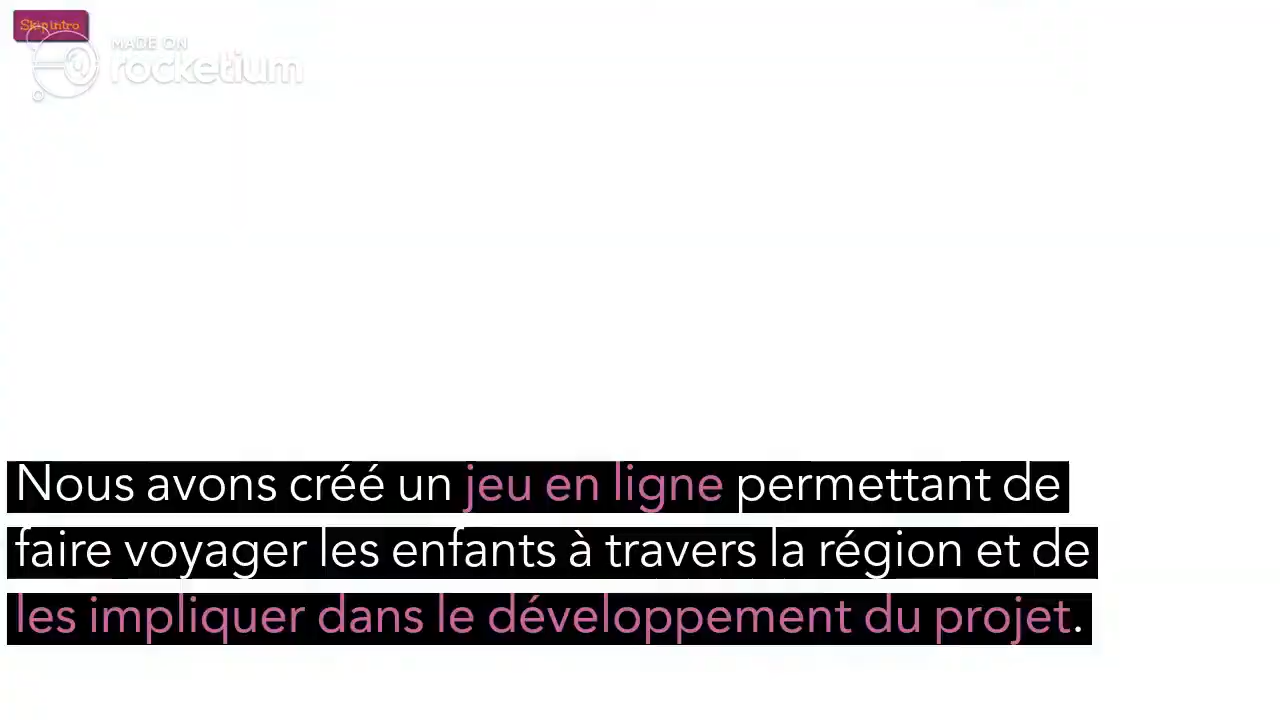 Skip intro
MADE ON
rocketium
Nous avons créé un jeu en ligne permettant de
faire voyager les enfants à travers la région et de
les impliquer dans le développement du projet.